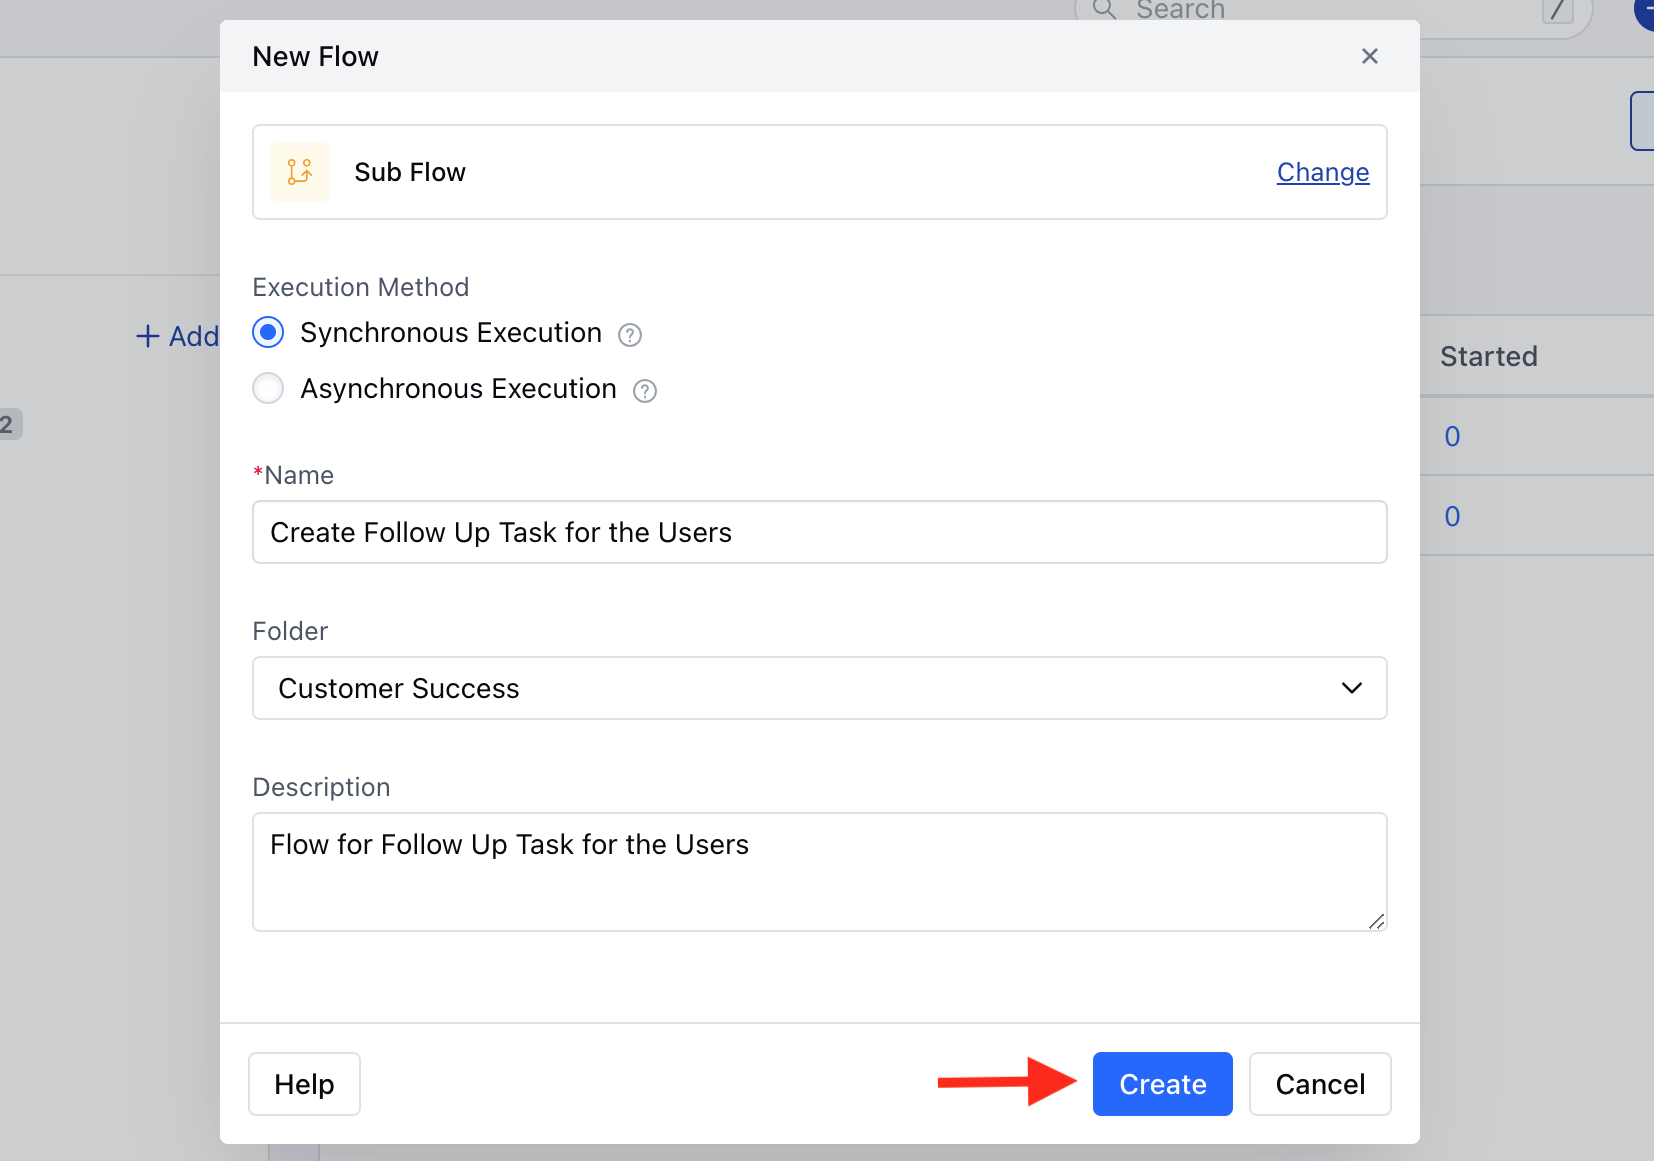 Search /
New Flow
Sub Flow
Change
Execution Method
Synchronous Execution ?
Asynchronous Execution ?
*Name
Create Follow Up Task for the Users
Folder
Customer Success
Description
Flow for Follow Up Task for the Users
Help
Create
Cancel
+ Add
2
Started
0
0